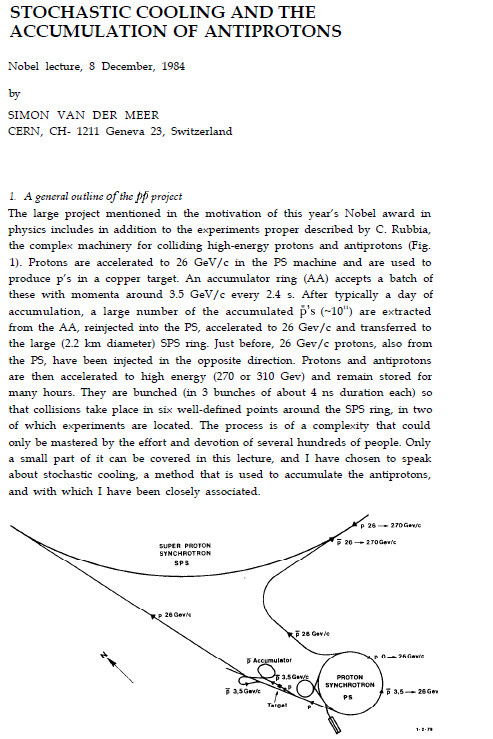 STOCHASTIC COOLING AND THE
ACCUMULATION OF ANTIPROTONS
Nobel lecture, 8 December, 1984
by
SIMON VAN DER MEER
CERN, CH- 1211 Geneva 23, Switzerland
1. A general outline of the pp̄ project
The large project mentioned in the motivation of this year's Nobel award in
physics includes in addition to the experiments proper described by C. Rubbia,
the complex machinery for colliding high-energy protons and antiprotons (Fig.
1). Protons are accelerated to 26 GeV/c in the PS machine and are used to
produce p's in a copper target. An accumulator ring (AA) accepts a batch of
these with momenta around 3.5 GeV/c every 2.4 s. After typically a day of
accumulation, a large number of the accumulated p̄'s (~10") are extracted
from the AA, reinjected into the PS, accelerated to 26 Gev/c and transferred to
the large (2.2 km diameter) SPS ring. Just before, 26 Gev/c protons, also from
the PS, have been injected in the opposite direction. Protons and antiprotons
are then accelerated to high energy (270 or 310 Gev) and remain stored for
many hours. They are bunched (in 3 bunches of about 4 ns duration each) so
that collisions take place in six well-defined points around the SPS ring, in two
of which experiments are located. The process is of a complexity that could
only be mastered by the effort and devotion of several hundreds of people. Only
a small part of it can be covered in this lecture, and I have chosen to speak
about stochastic cooling, a method that is used to accumulate the antiprotons,
and with which I have been closely associated.
p 26 → 270 Gev/c
p̄ 26 → 270 Gev/c
SUPER PROTON
SYNCHROTRON
SPS
p 26 Gev/c
p̄ 26 Gev/c
N
p̄ Accumulator
p 0 → 26 Gev/c
p̄ 3.5 Gev/c
PROTON
SYNCHROTRON
PS
p̄ 3,5 Gev/c
p
p̄ 3,5 → 26 Gev
Target
p
1-2-79